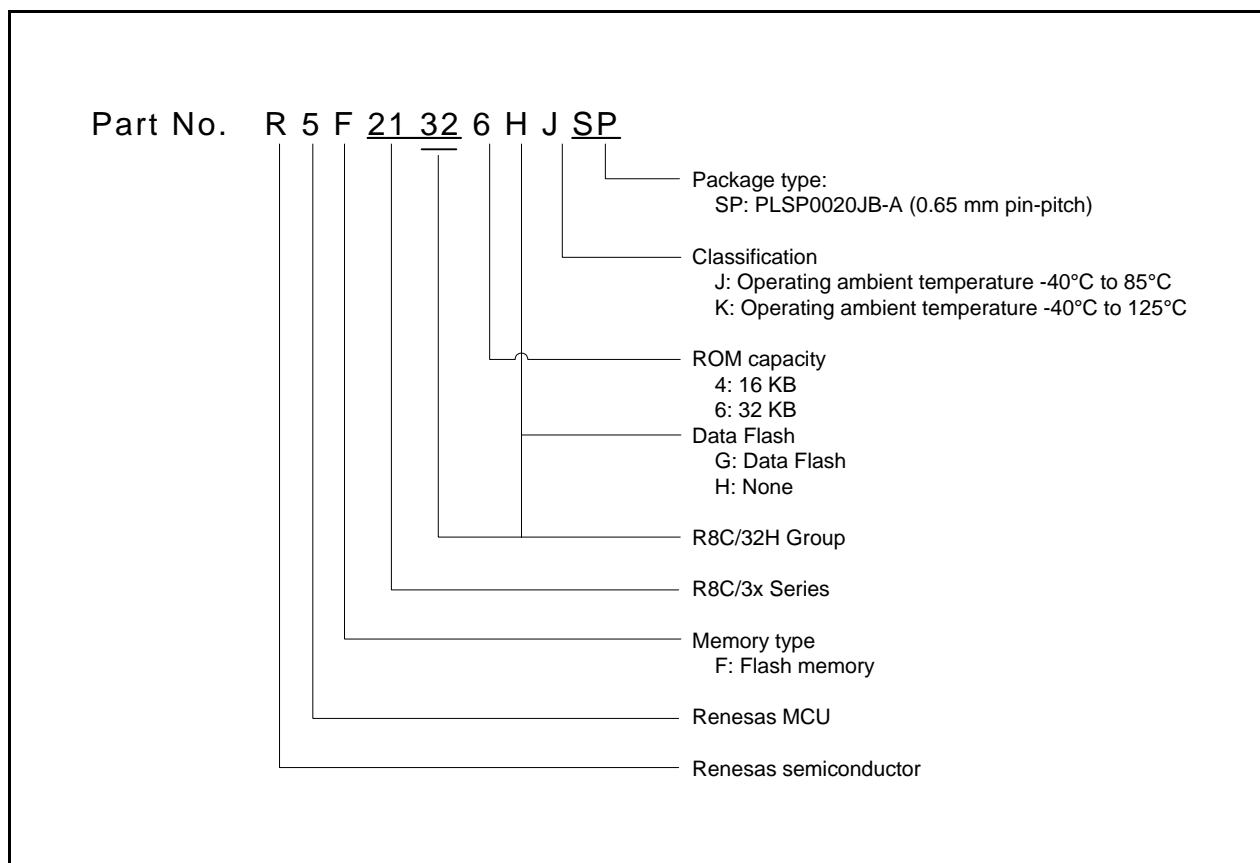 Part No. R 5 F 21 32 6 H J SP
Package type:
SP: PLSP0020JB-A (0.65 mm pin-pitch)
Classification
J: Operating ambient temperature -40°C to 85°C
K: Operating ambient temperature -40°C to 125°C
ROM capacity
4: 16 KB
6: 32 KB
Data Flash
G: Data Flash
H: None
R8C/32H Group
R8C/3x Series
Memory type
F: Flash memory
Renesas MCU
Renesas semiconductor